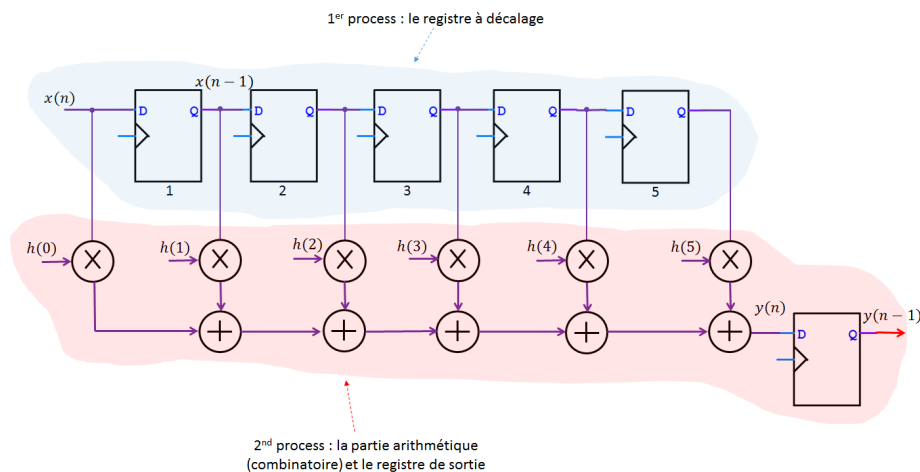 1er process : le registre à décalage
x(n)
x(n − 1)
D Q D Q D Q D Q D Q
1 2 3 4 5
h(0) h(1) h(2) h(3) h(4) h(5)
y(n) y(n − 1)
D Q
2nd process : la partie arithmétique
(combinatoire) et le registre de sortie